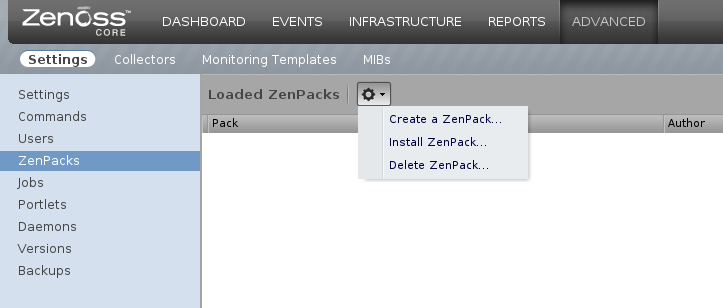 Zenoss™ DASHBOARD EVENTS INFRASTRUCTURE REPORTS ADVANCED
CORE
Settings Collectors Monitoring Templates MIBs
Settings
Commands
Users
ZenPacks
Jobs
Portlets
Daemons
Versions
Backups
Loaded ZenPacks
Create a ZenPack...
Install ZenPack...
Delete ZenPack...
Pack Author